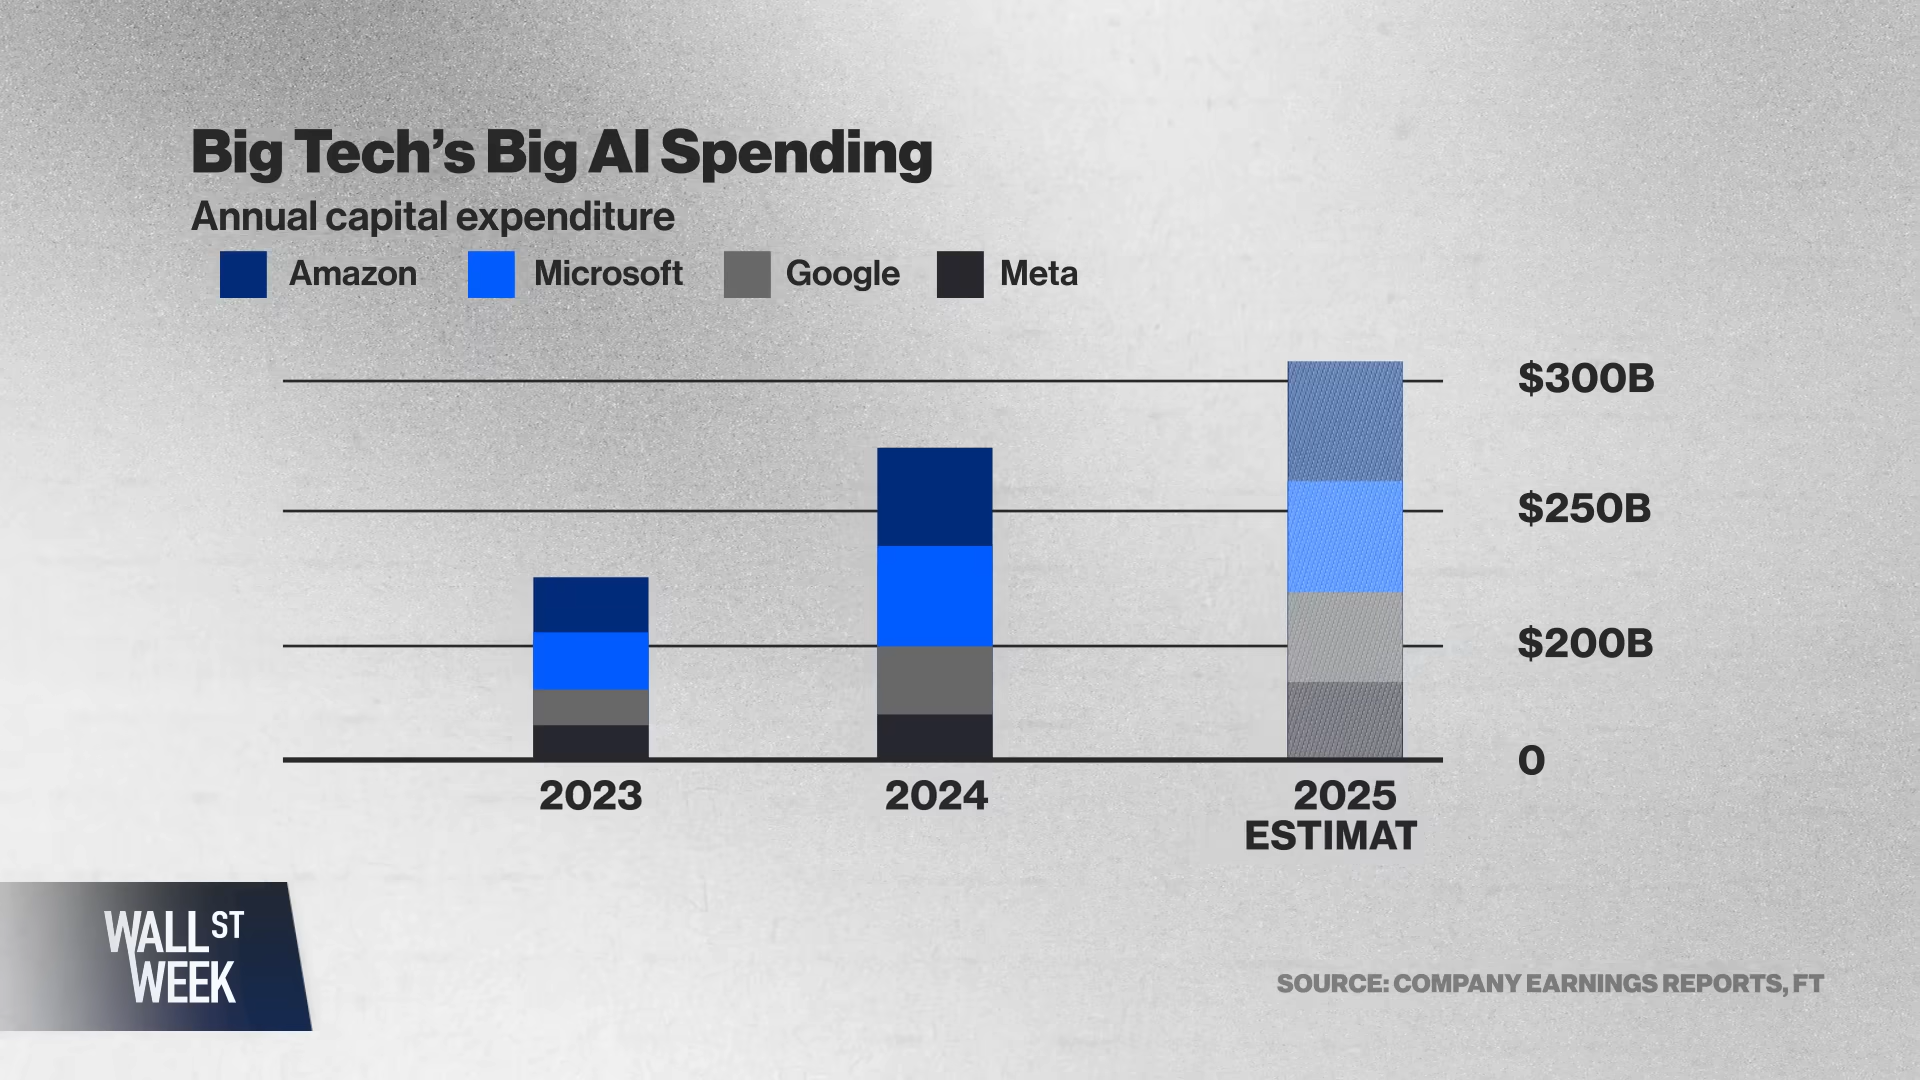 Big Tech’s Big AI Spending
Annual capital expenditure
Amazon Microsoft Google Meta
$300B
$250B
$200B
0
2023 2024 2025
ESTIMAT
WALL ST
WEEK
SOURCE: COMPANY EARNINGS REPORTS, FT